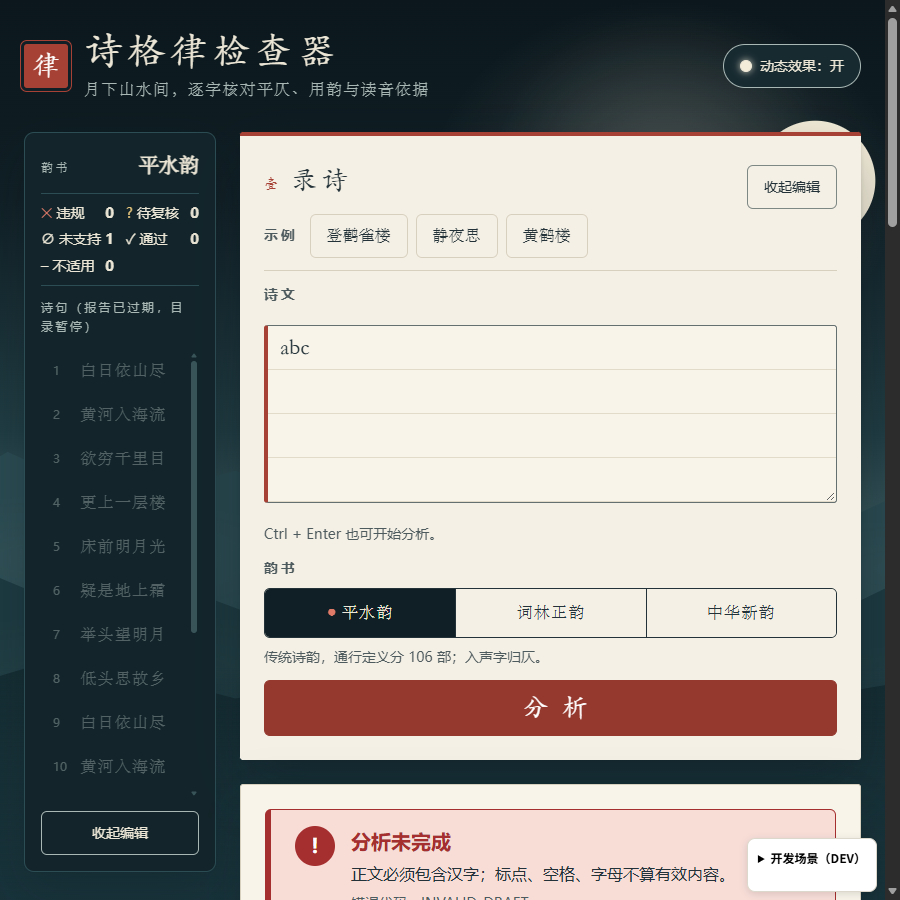 律
诗格律检查器
月下山水间，逐字核对平仄、用韵与读音依据
动态效果：开
韵书
平水韵
× 违规 0 ? 待复核 0
∅ 未支持 1 ✓ 通过 0
– 不适用 0
诗句（报告已过期，目
录暂停）
1 白日依山尽
2 黄河入海流
3 欲穷千里目
4 更上一层楼
5 床前明月光
6 疑是地上霜
7 举头望明月
8 低头思故乡
9 白日依山尽
10 黄河入海流
收起编辑
壹 录诗
收起编辑
示例 登鹳雀楼 静夜思 黄鹤楼
诗文
abc
Ctrl + Enter 也可开始分析。
韵书
平水韵 词林正韵 中华新韵
传统诗韵，通行定义分 106 部；入声字归仄。
分析
! 分析未完成
正文必须包含汉字；标点、空格、字母不算有效内容。
错误代码：INVALID_DRAFT
▶ 开发场景（DEV）